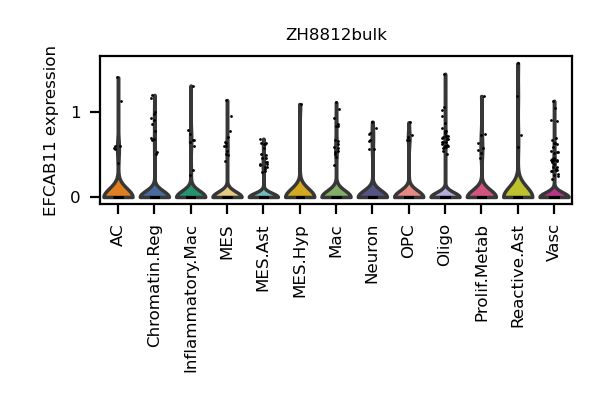 ZH8812bulk
EFCAB11 expression
1
0
AC
Chromatin.Reg
Inflammatory.Mac
MES
MES.Ast
MES.Hyp
Mac
Neuron
OPC
Oligo
Prolif.Metab
Reactive.Ast
Vasc